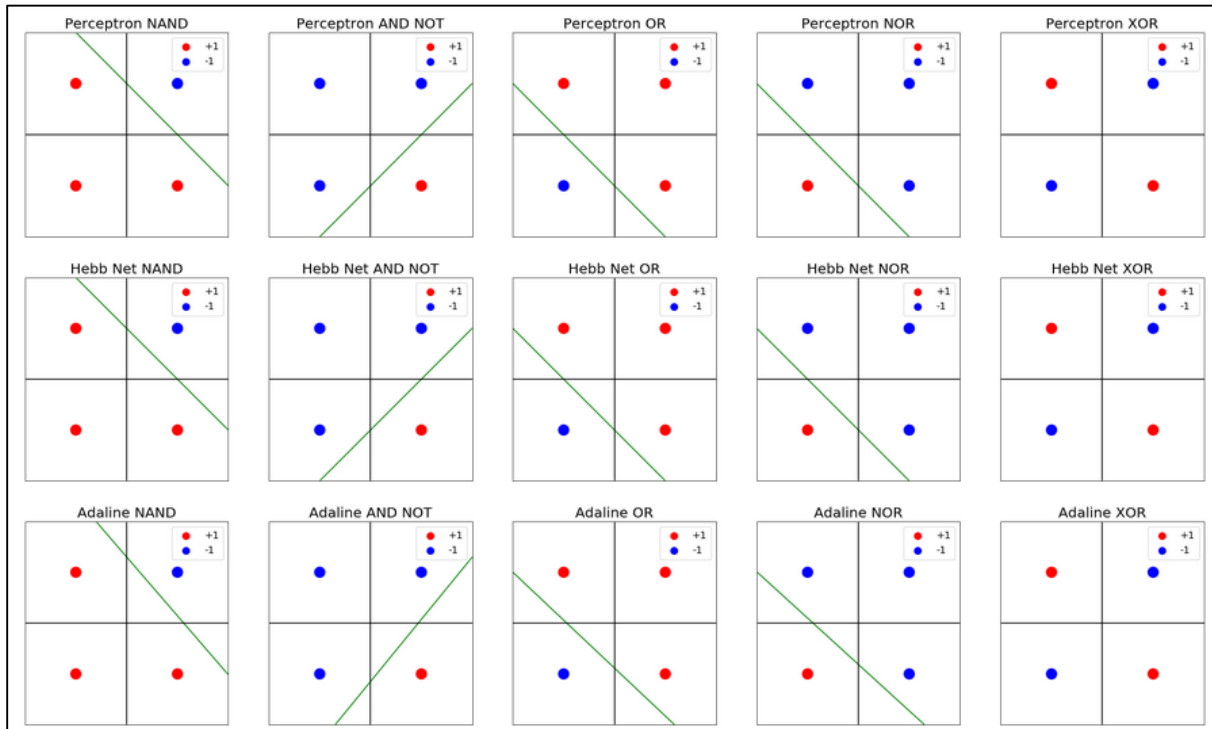 Perceptron NAND
+1
-1
Perceptron AND NOT
+1
-1
Perceptron OR
+1
-1
Perceptron NOR
+1
-1
Perceptron XOR
+1
-1
Hebb Net NAND
+1
-1
Hebb Net AND NOT
+1
-1
Hebb Net OR
+1
-1
Hebb Net NOR
+1
-1
Hebb Net XOR
+1
-1
Adaline NAND
+1
-1
Adaline AND NOT
+1
-1
Adaline OR
+1
-1
Adaline NOR
+1
-1
Adaline XOR
+1
-1